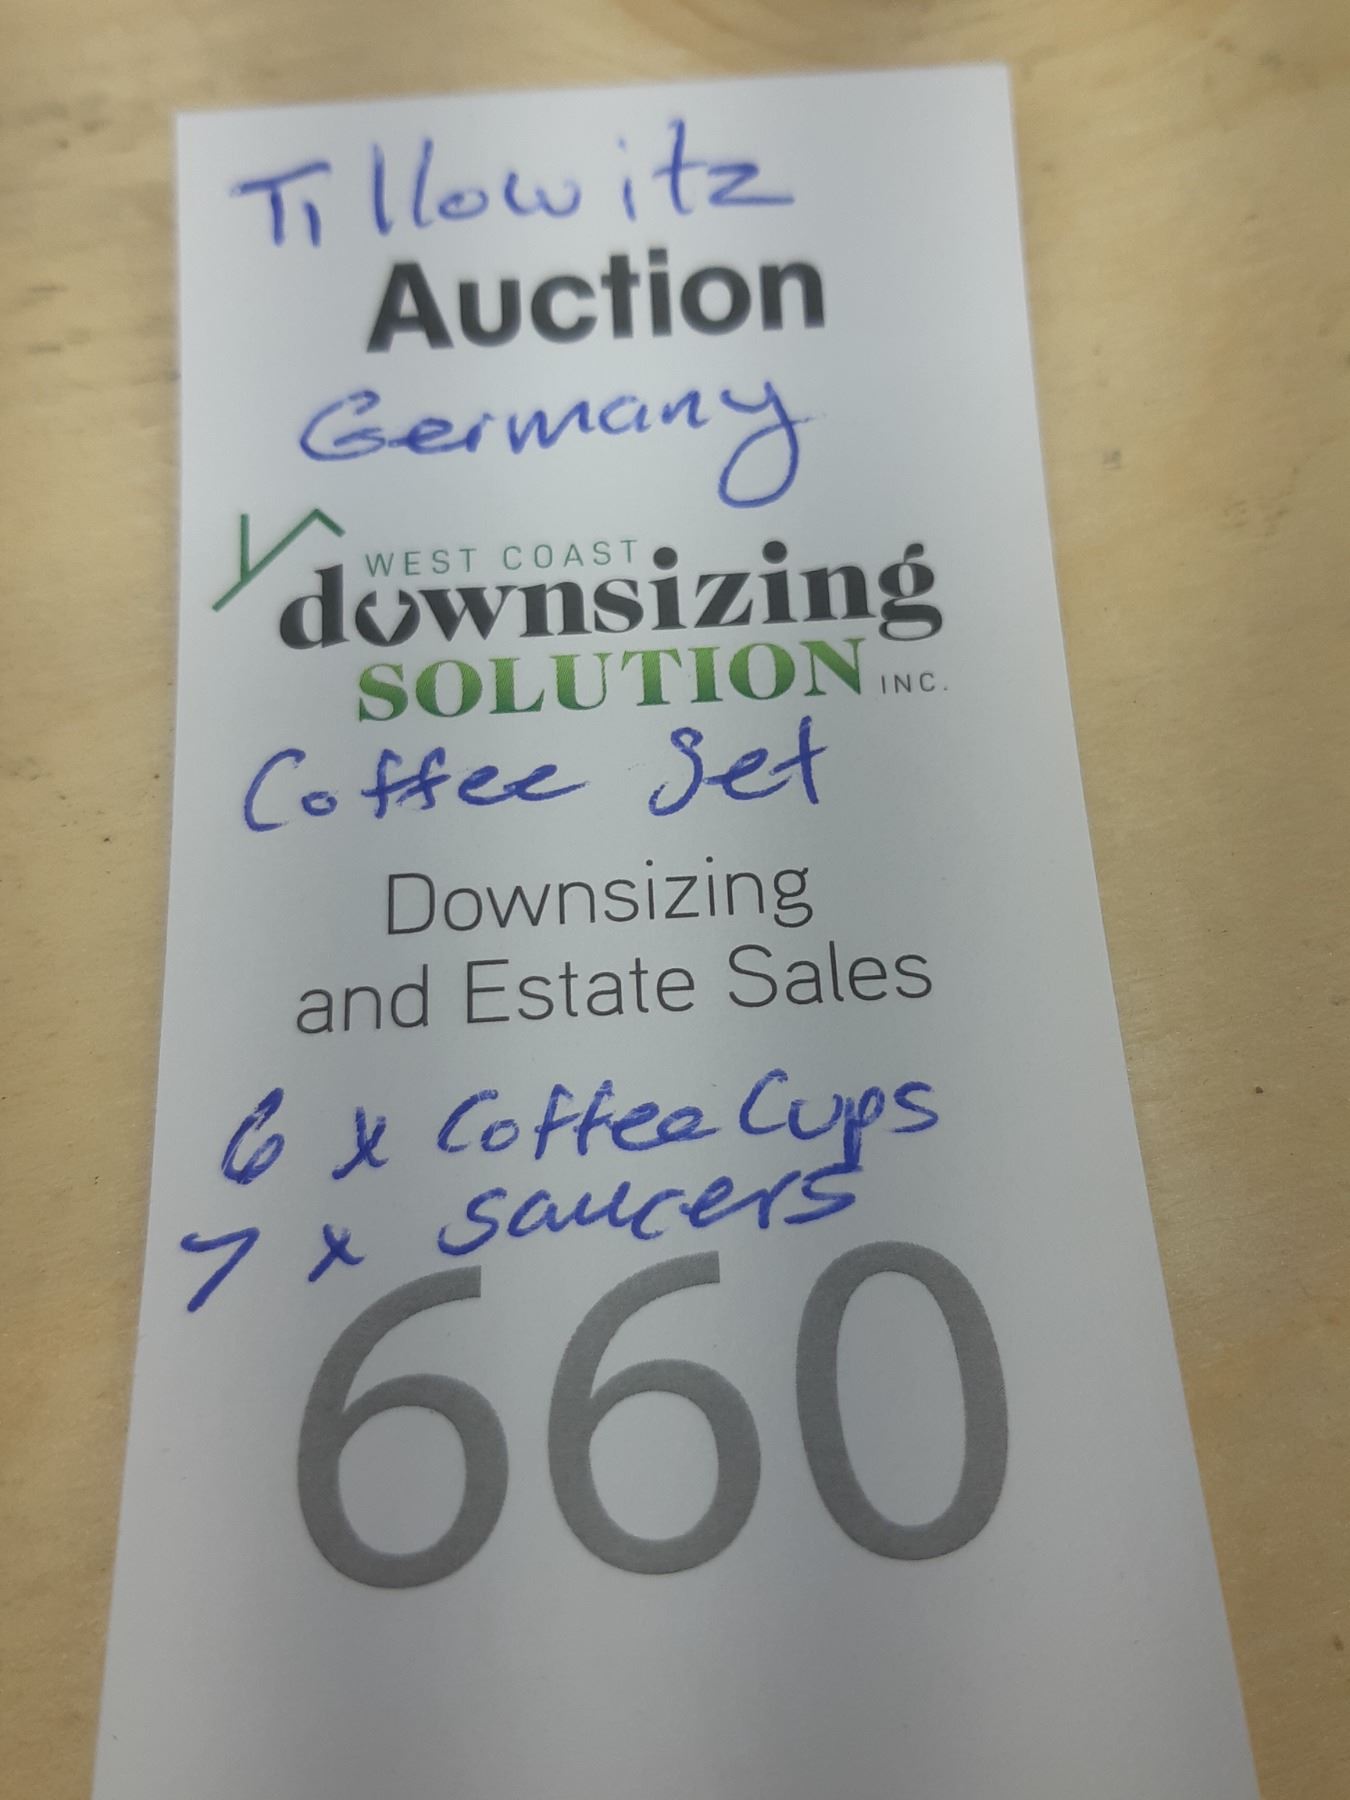 Tillowitz
Auction
Germany
WEST COAST
downsizing
SOLUTION INC.
Coffee Set
Downsizing
and Estate Sales
6 x Coffee Cups
7 x saucers
660